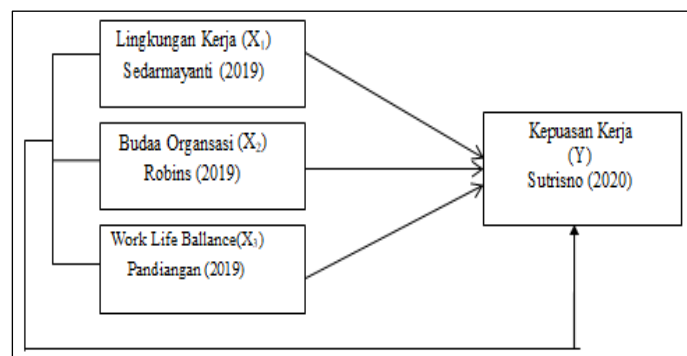 Lingkungan Kerja (X₁)
Sedarmayanti (2019)
Budaa Organsasi (X₂)
Robins (2019)
Work Life Ballance(X₃)
Pandiangan (2019)
Kepuasan Kerja
(Y)
Sutrisno (2020)